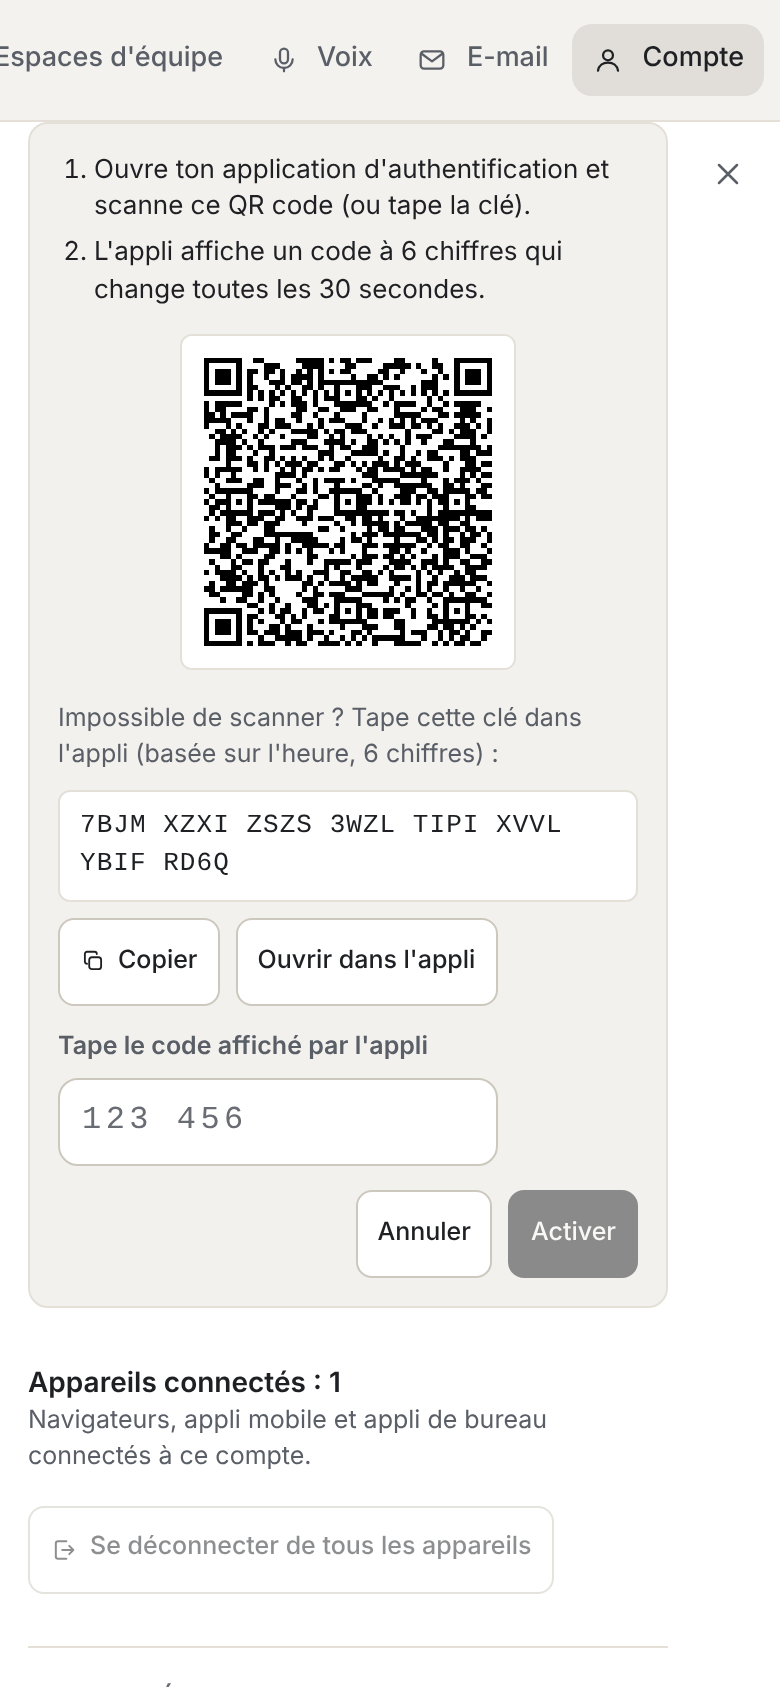 Espaces d'équipe Voix E-mail Compte
1. Ouvre ton application d'authentification et
scanne ce QR code (ou tape la clé).
2. L'appli affiche un code à 6 chiffres qui
change toutes les 30 secondes.
Impossible de scanner ? Tape cette clé dans
l'appli (basée sur l'heure, 6 chiffres) :
7BJM XZXI ZSZS 3WZL TIPI XVVL
YBIF RD6Q
Copier Ouvrir dans l'appli
Tape le code affiché par l'appli
123 456
Annuler Activer
Appareils connectés : 1
Navigateurs, appli mobile et appli de bureau
connectés à ce compte.
Se déconnecter de tous les appareils